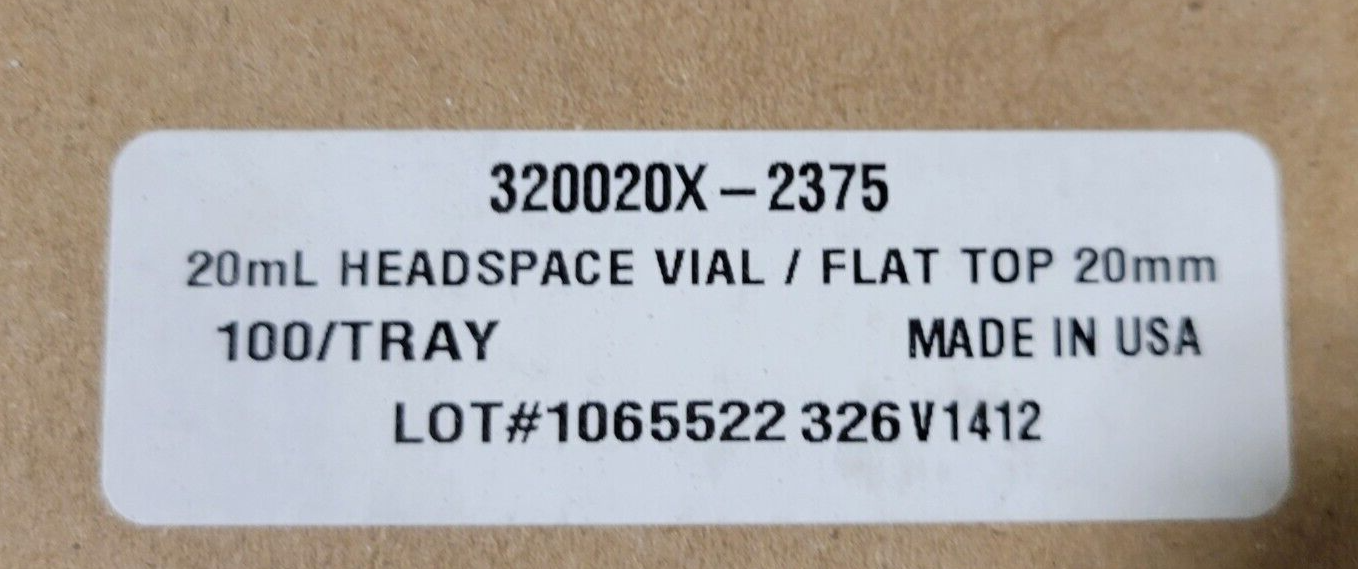 320020X-2375
20mL HEADSPACE VIAL / FLAT TOP 20mm
100/TRAY MADE IN USA
LOT#1065522 326V1412